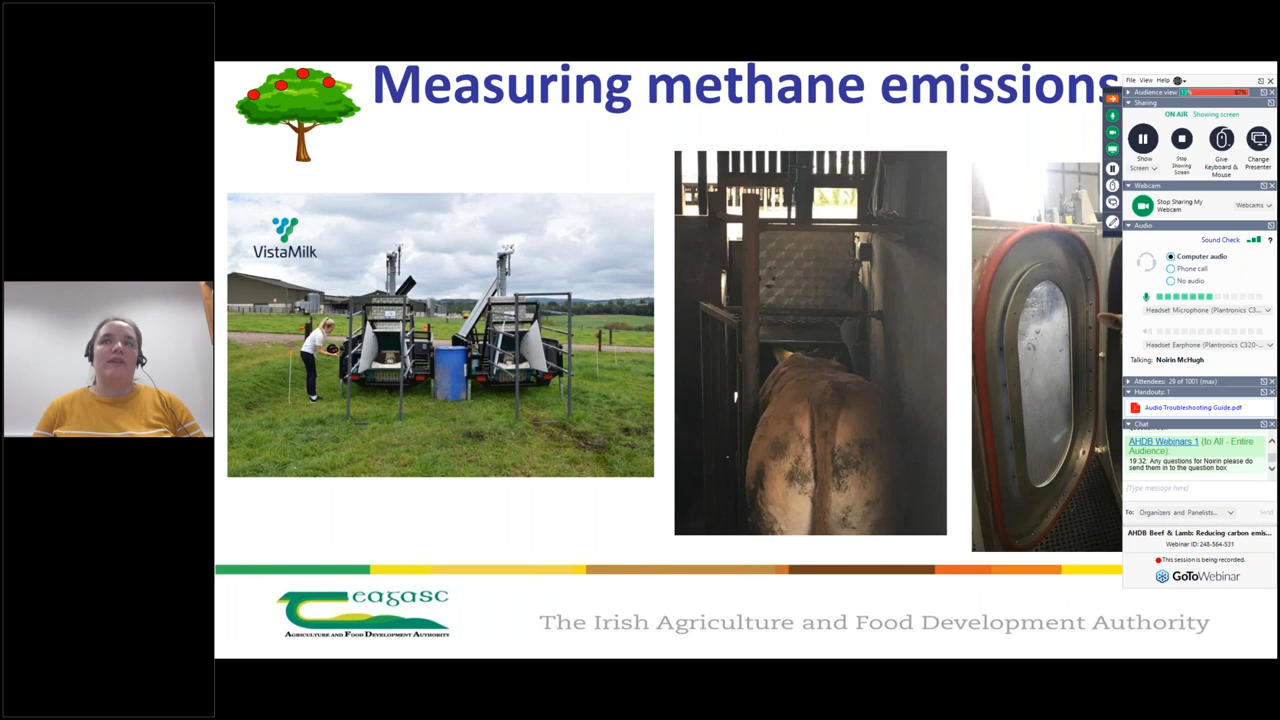 Measuring methane emissions
VistaMilk
File View Help
Audience view 13% 87%
Sharing
ON AIR Showing screen
Show
Screen
Stop
Showing
Screen
Give
Keyboard &
Mouse
Change
Presenter
Webcam
Stop Sharing My
Webcam
Webcams
Audio
Sound Check ?
Computer audio
Phone call
No audio
Headset Microphone (Plantronics C3...
Headset Earphone (Plantronics C320-...
Talking: Noirin McHugh
Attendees: 29 of 1001 (max)
Handouts: 1
Audio Troubleshooting Guide.pdf
Chat
AHDB Webinars 1 (to All - Entire
Audience):
19:32: Any questions for Noirin please do
send them in to the question box
[Type message here]
To: Organizers and Panelists... Send
AHDB Beef & Lamb: Reducing carbon emis...
Webinar ID: 248-564-531
This session is being recorded.
GoToWebinar
Teagasc
AGRICULTURE AND FOOD DEVELOPMENT AUTHORITY
The Irish Agriculture and Food Development Authority